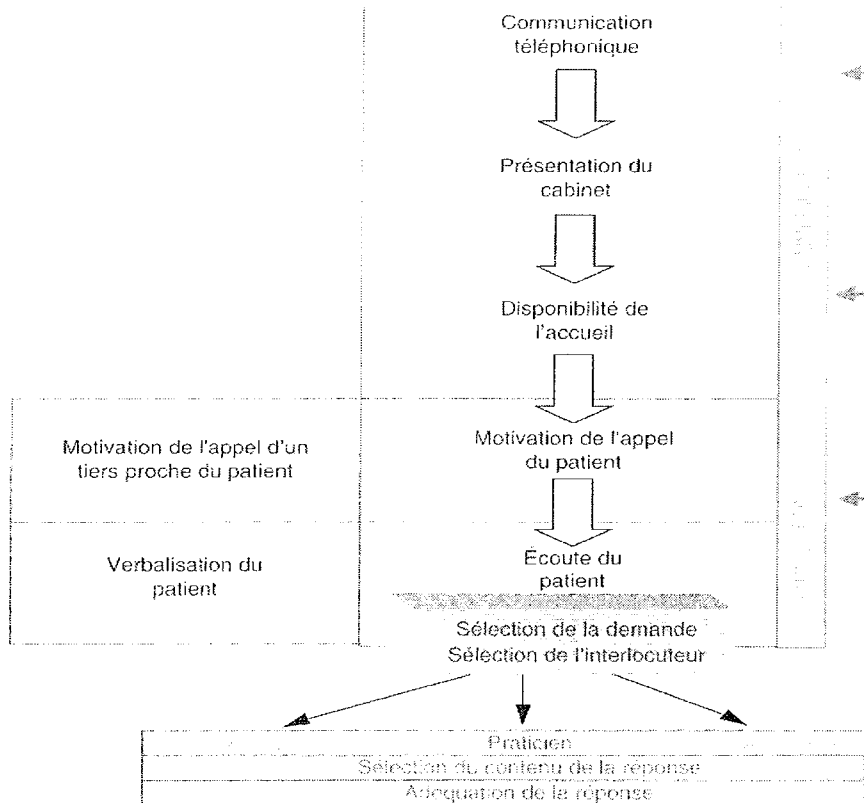 Communication
téléphonique
Présentation du
cabinet
Disponibilité de
l'accueil
Motivation de l'appel d'un
tiers proche du patient
Motivation de l'appel
du patient
Verbalisation du
patient
Écoute du
patient
Sélection de la demande
Sélection de l'interlocuteur
Praticien
Sélection du contenu de la réponse
Adéquation de la réponse